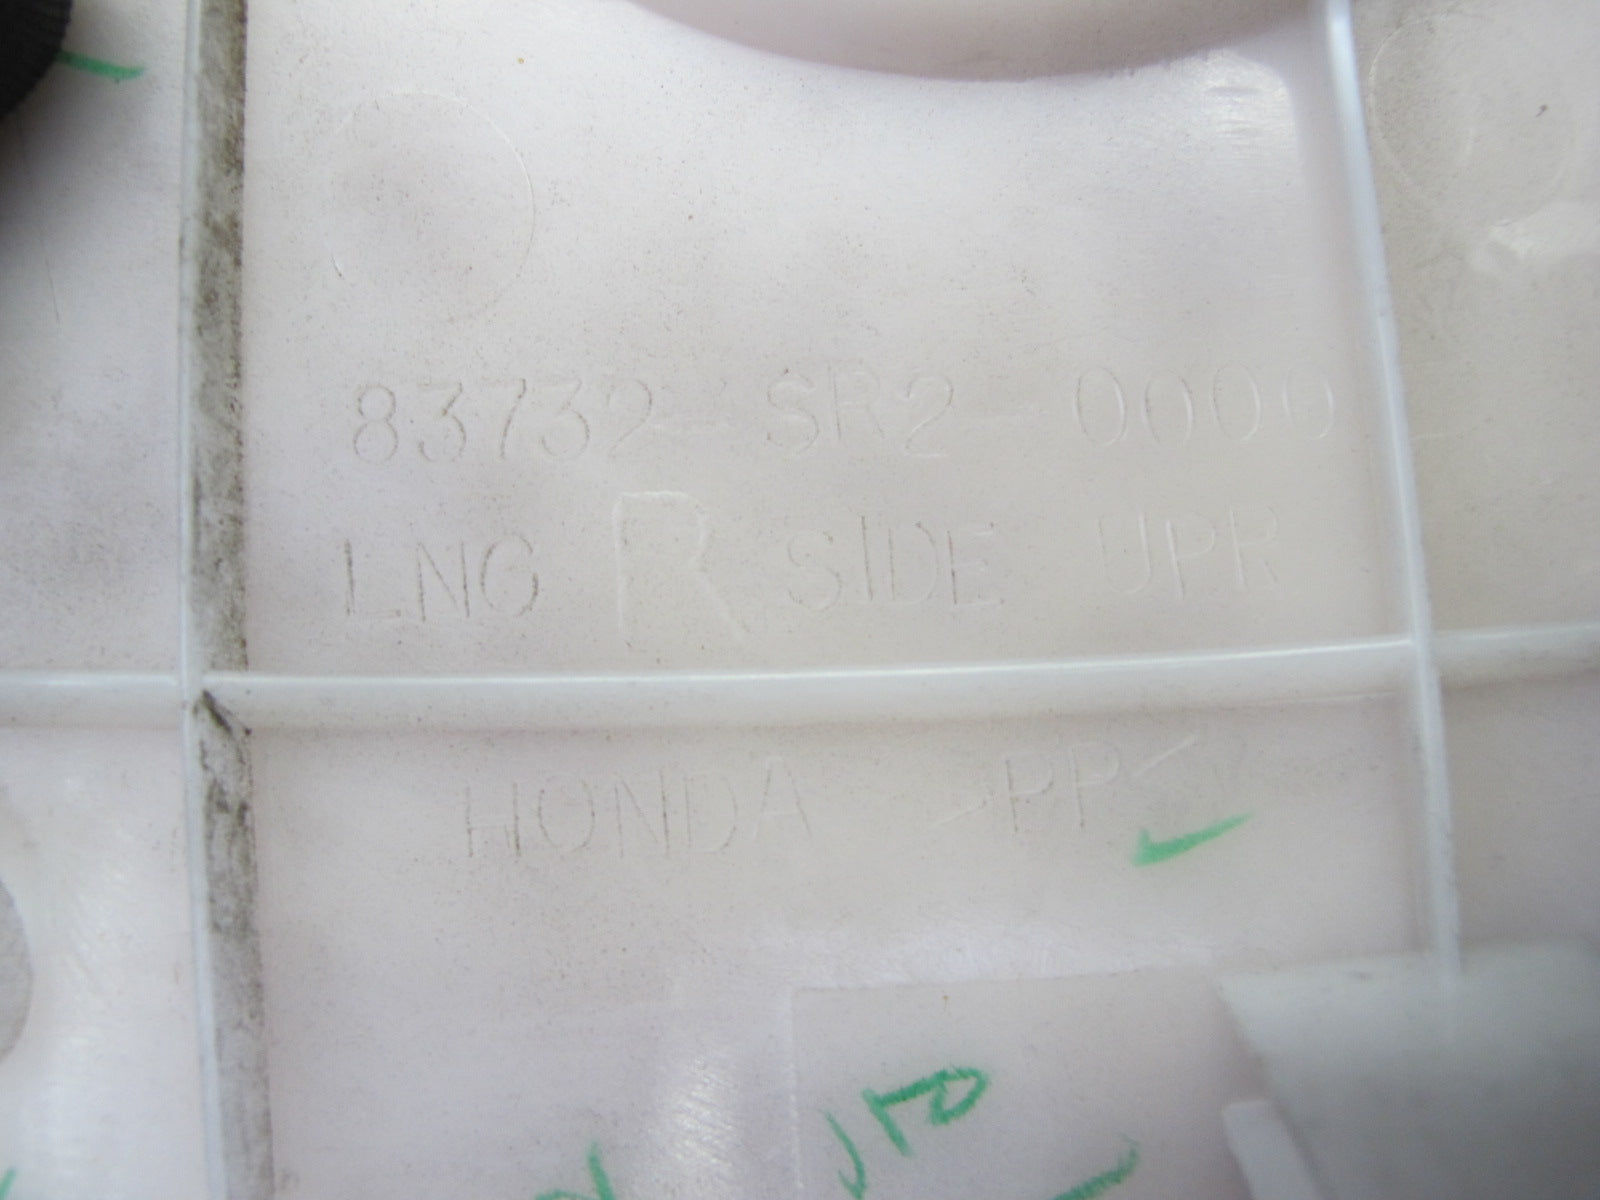 83732-SR2-0000
LNG R SIDE UPR
HONDA >PP<